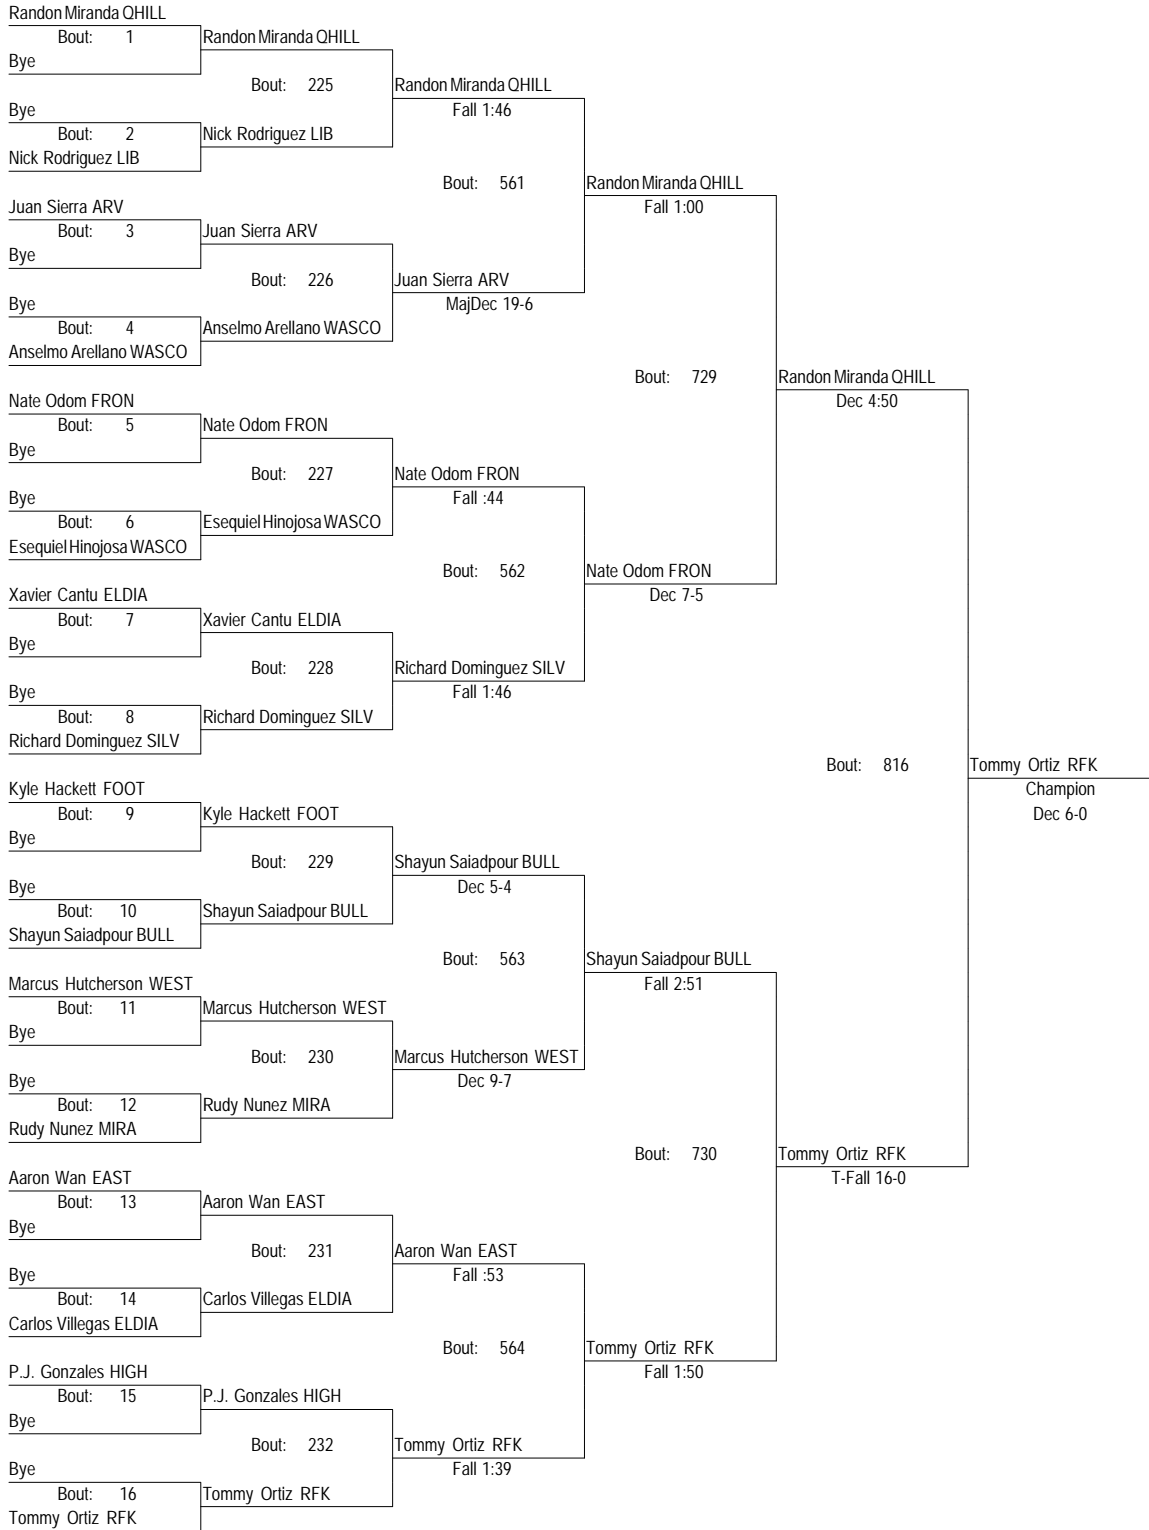 Randon Miranda QHILL
Bout: 1
Randon Miranda QHILL
Bye
Bout: 225
Randon Miranda QHILL
Bye
Fall 1:46
Bout: 2
Nick Rodriguez LIB
Nick Rodriguez LIB
Bout: 561
Randon Miranda QHILL
Juan Sierra ARV
Fall 1:00
Bout: 3
Juan Sierra ARV
Bye
Bout: 226
Juan Sierra ARV
Bye
MajDec 19-6
Bout: 4
Anselmo Arellano WASCO
Anselmo Arellano WASCO
Bout: 729
Randon Miranda QHILL
Nate Odom FRON
Dec 4:50
Bout: 5
Nate Odom FRON
Bye
Bout: 227
Nate Odom FRON
Bye
Fall :44
Bout: 6
Esequiel Hinojosa WASCO
Esequiel Hinojosa WASCO
Bout: 562
Nate Odom FRON
Xavier Cantu ELDIA
Dec 7-5
Bout: 7
Xavier Cantu ELDIA
Bye
Bout: 228
Richard Dominguez SILV
Bye
Fall 1:46
Bout: 8
Richard Dominguez SILV
Richard Dominguez SILV
Bout: 816
Tommy Ortiz RFK
Kyle Hackett FOOT
Champion
Bout: 9
Kyle Hackett FOOT
Dec 6-0
Bye
Bout: 229
Shayun Saiadpour BULL
Bye
Dec 5-4
Bout: 10
Shayun Saiadpour BULL
Shayun Saiadpour BULL
Bout: 563
Shayun Saiadpour BULL
Marcus Hutcherson WEST
Fall 2:51
Bout: 11
Marcus Hutcherson WEST
Bye
Bout: 230
Marcus Hutcherson WEST
Bye
Dec 9-7
Bout: 12
Rudy Nunez MIRA
Rudy Nunez MIRA
Bout: 730
Tommy Ortiz RFK
Aaron Wan EAST
T-Fall 16-0
Bout: 13
Aaron Wan EAST
Bye
Bout: 231
Aaron Wan EAST
Bye
Fall :53
Bout: 14
Carlos Villegas ELDIA
Carlos Villegas ELDIA
Bout: 564
Tommy Ortiz RFK
P.J. Gonzales HIGH
Fall 1:50
Bout: 15
P.J. Gonzales HIGH
Bye
Bout: 232
Tommy Ortiz RFK
Bye
Fall 1:39
Bout: 16
Tommy Ortiz RFK
Tommy Ortiz RFK